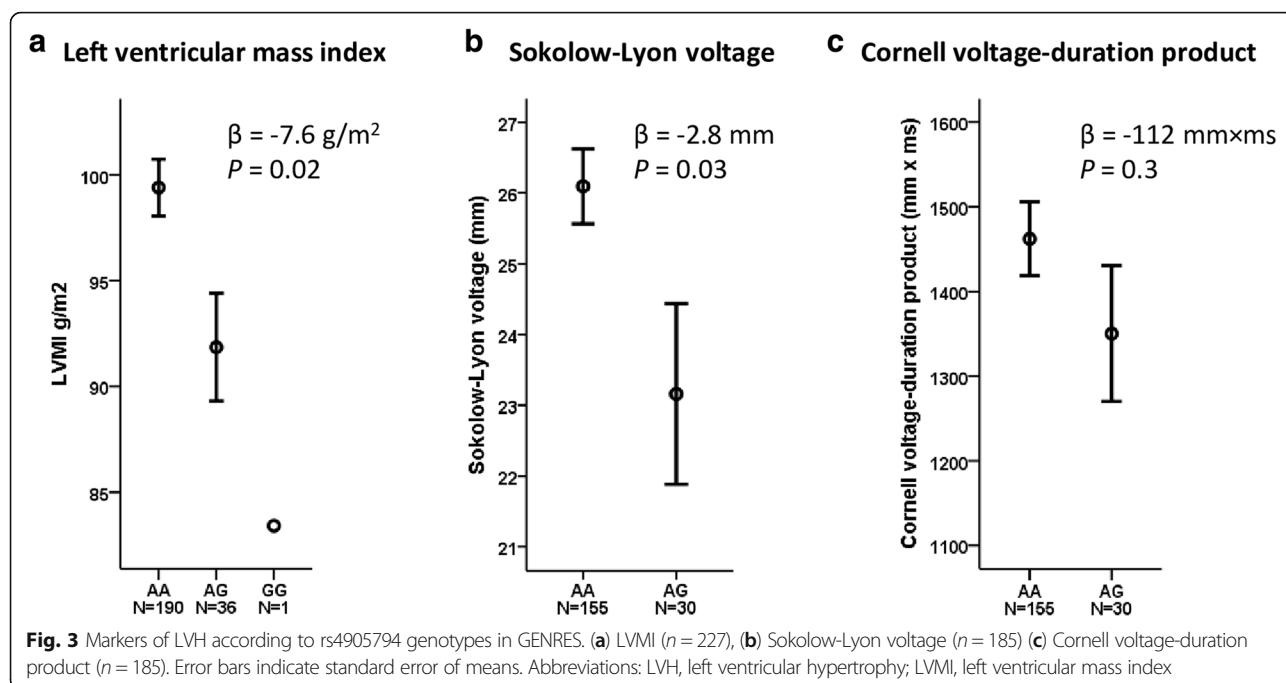 a Left ventricular mass index
β = -7.6 g/m²
P = 0.02
LVMI g/m2
100
95
90
85
AA AG GG
N=190 N=36 N=1
b Sokolow-Lyon voltage
β = -2.8 mm
P = 0.03
Sokolow-Lyon voltage (mm)
27
26
25
24
23
22
21
AA AG
N=155 N=30
c Cornell voltage-duration product
β = -112 mm×ms
P = 0.3
Cornell voltage-duration product (mm x ms)
1600
1500
1400
1300
1200
1100
AA AG
N=155 N=30
Fig. 3 Markers of LVH according to rs4905794 genotypes in GENRES. (a) LVMI (n = 227), (b) Sokolow-Lyon voltage (n = 185) (c) Cornell voltage-duration
product (n = 185). Error bars indicate standard error of means. Abbreviations: LVH, left ventricular hypertrophy; LVMI, left ventricular mass index